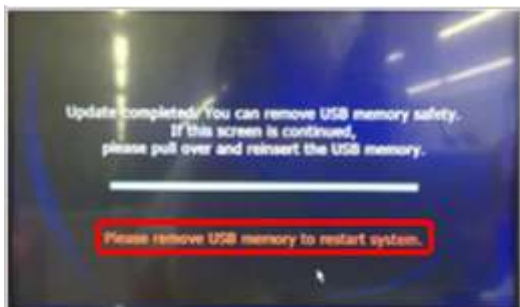 Update completed. You can remove USB memory safety.
If this screen is continued,
please pull over and reinsert the USB memory.
Please remove USB memory to restart system.